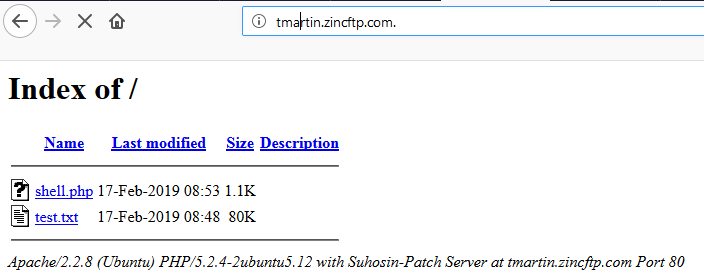 tmartin.zincftp.com.
Index of /
Name Last modified Size Description
shell.php 17-Feb-2019 08:53 1.1K
test.txt 17-Feb-2019 08:48 80K
Apache/2.2.8 (Ubuntu) PHP/5.2.4-2ubuntu5.12 with Suhosin-Patch Server at tmartin.zincftp.com Port 80